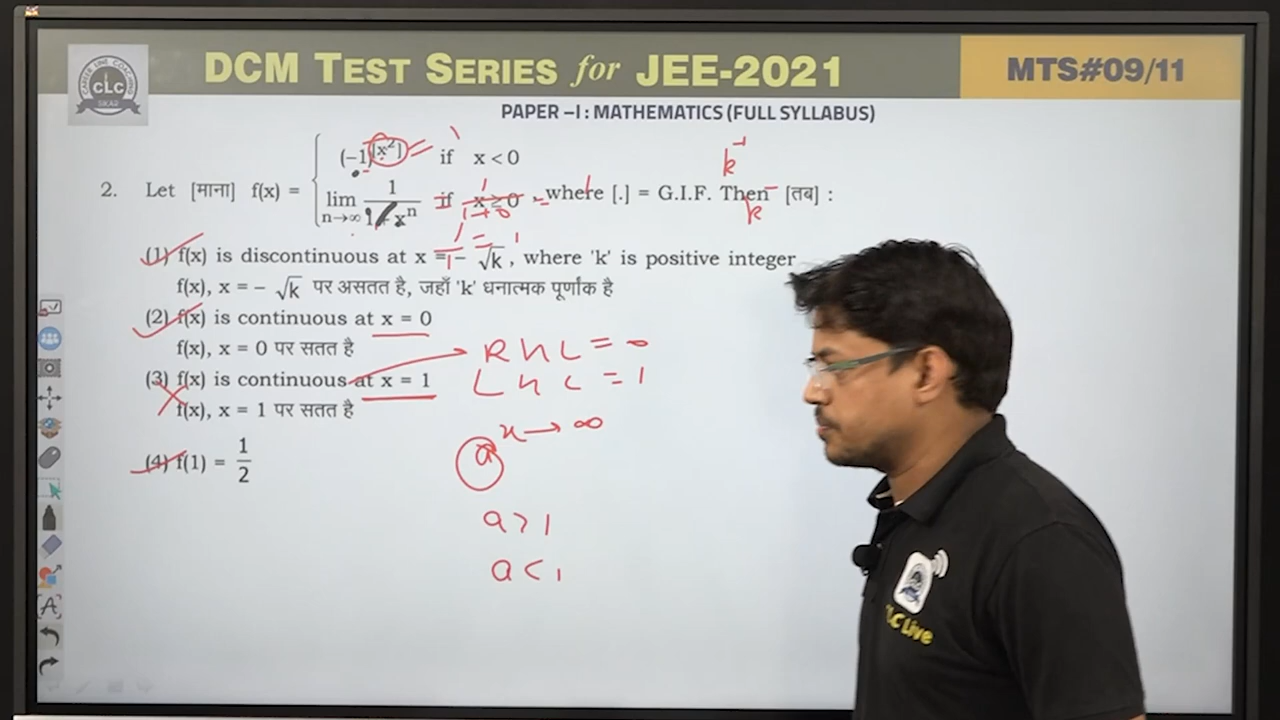 DCM TEST SERIES for JEE-2021
MTS#09/11
CLC
SIKAR
PAPER –I : MATHEMATICS (FULL SYLLABUS)
2. Let [माना] f(x) = { (–1)^[x²] if x < 0
lim n→∞ 1/(1+xⁿ) if x ≥ 0 , where [.] = G.I.F. Then [तब] :
k⁻¹
k⁻
(1) f(x) is discontinuous at x = – √k , where 'k' is positive integer
f(x), x = – √k पर असतत है, जहाँ 'k' धनात्मक पूर्णांक है
(2) f(x) is continuous at x = 0
f(x), x = 0 पर सतत है
RHL = 0
(3) f(x) is continuous at x = 1
LHL = 1
f(x), x = 1 पर सतत है
x → ∞
a
(4) f(1) = 1/2
a > 1
a < 1
CLC Live